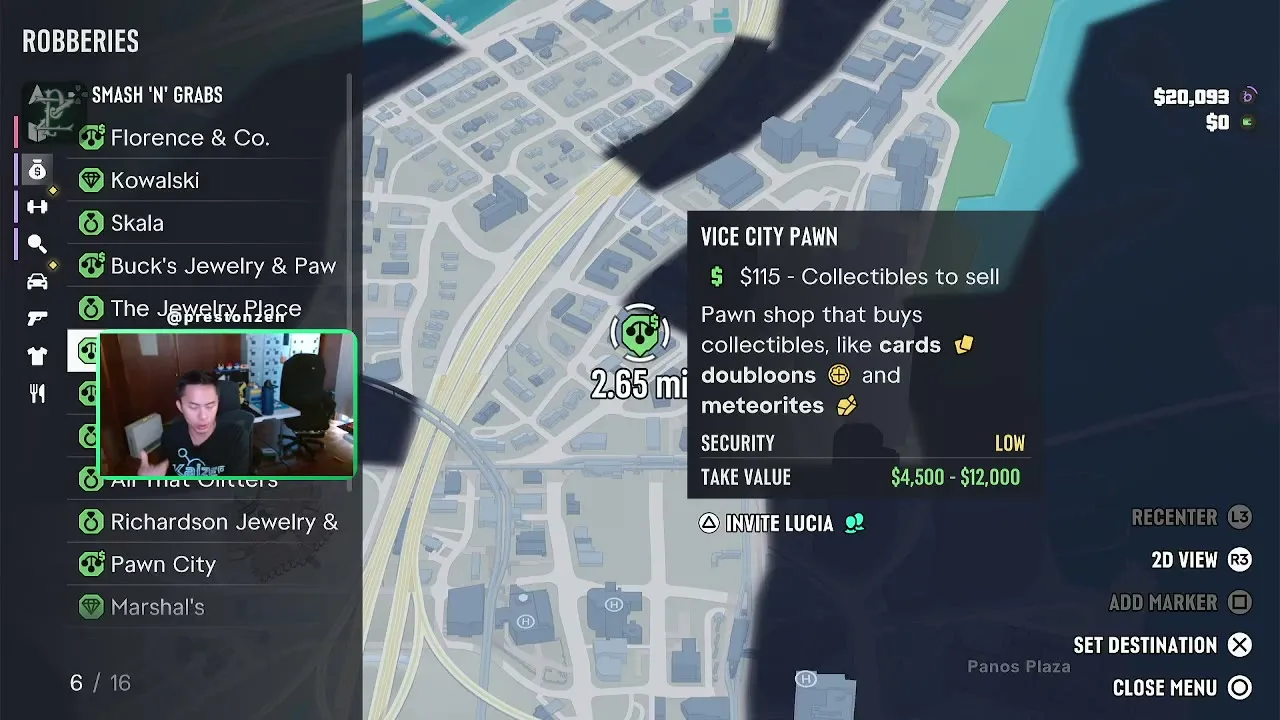 ROBBERIES
SMASH 'N' GRABS
Florence & Co.
Kowalski
Skala
Buck's Jewelry & Paw
The Jewelry Place
@prestonzen
All That Glitters
Richardson Jewelry &
Pawn City
Marshal's
6 / 16
2.65 mi
$20,093
$0
VICE CITY PAWN
$ $115 - Collectibles to sell
Pawn shop that buys
collectibles, like cards
doubloons and
meteorites
SECURITY LOW
TAKE VALUE $4,500 - $12,000
INVITE LUCIA
H
H
H
Panos Plaza
RECENTER L3
2D VIEW R3
ADD MARKER
SET DESTINATION
CLOSE MENU